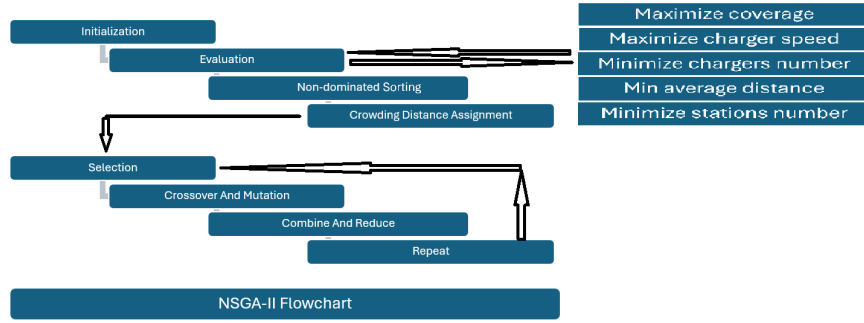 Initialization
Evaluation
Non-dominated Sorting
Crowding Distance Assignment
Selection
Crossover And Mutation
Combine And Reduce
Repeat
NSGA-II Flowchart
Maximize coverage
Maximize charger speed
Minimize chargers number
Min average distance
Minimize stations number